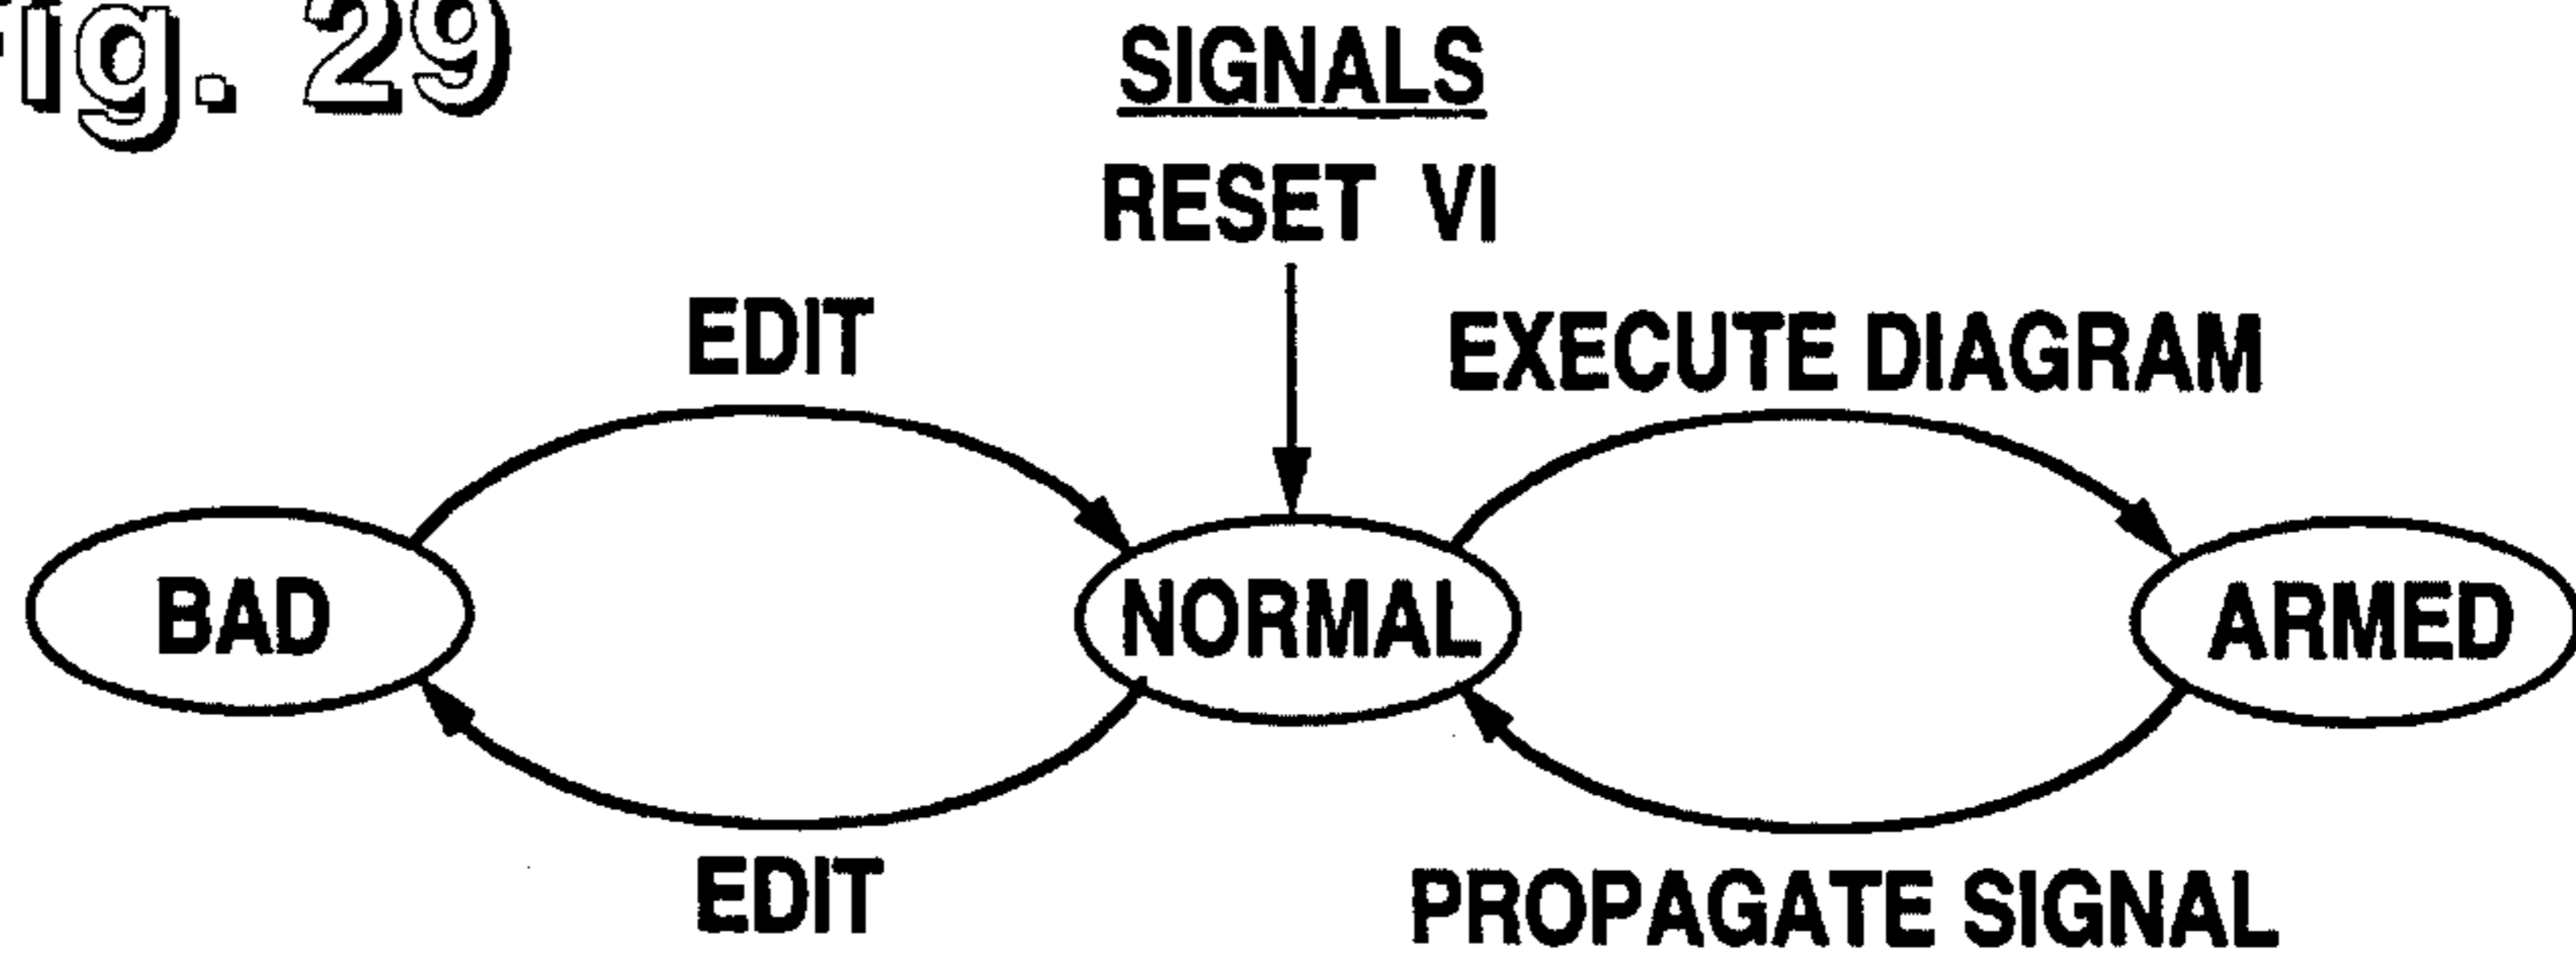 Fig. 29
SIGNALS
RESET VI
EDIT
EXECUTE DIAGRAM
BAD
NORMAL
ARMED
EDIT
PROPAGATE SIGNAL